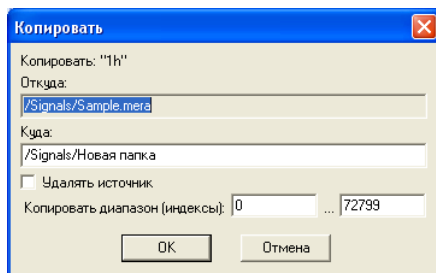 Копировать
Копировать: "1h"
Откуда:
/Signals/Sample.mera
Куда:
/Signals/Новая папка
Удалять источник
Копировать диапазон (индексы): 0 ... 72799
OK Отмена